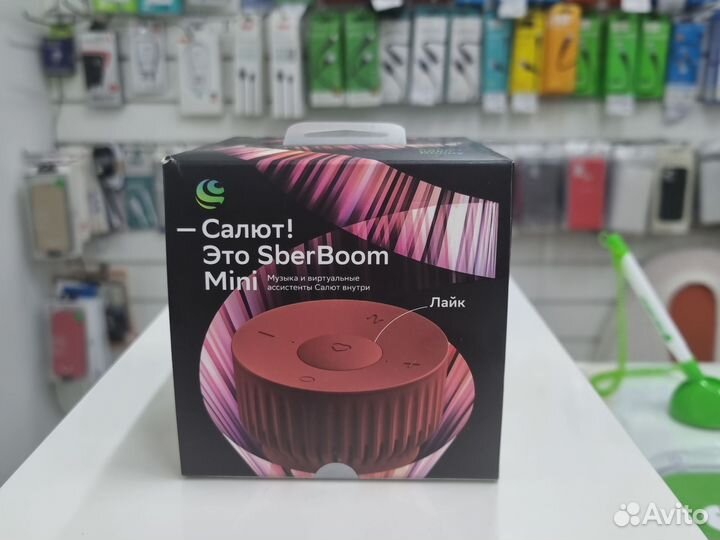 —Салют!
Это SberBoom
Mini
Музыка и виртуальные
ассистенты Салют внутри
Лайк
Avito